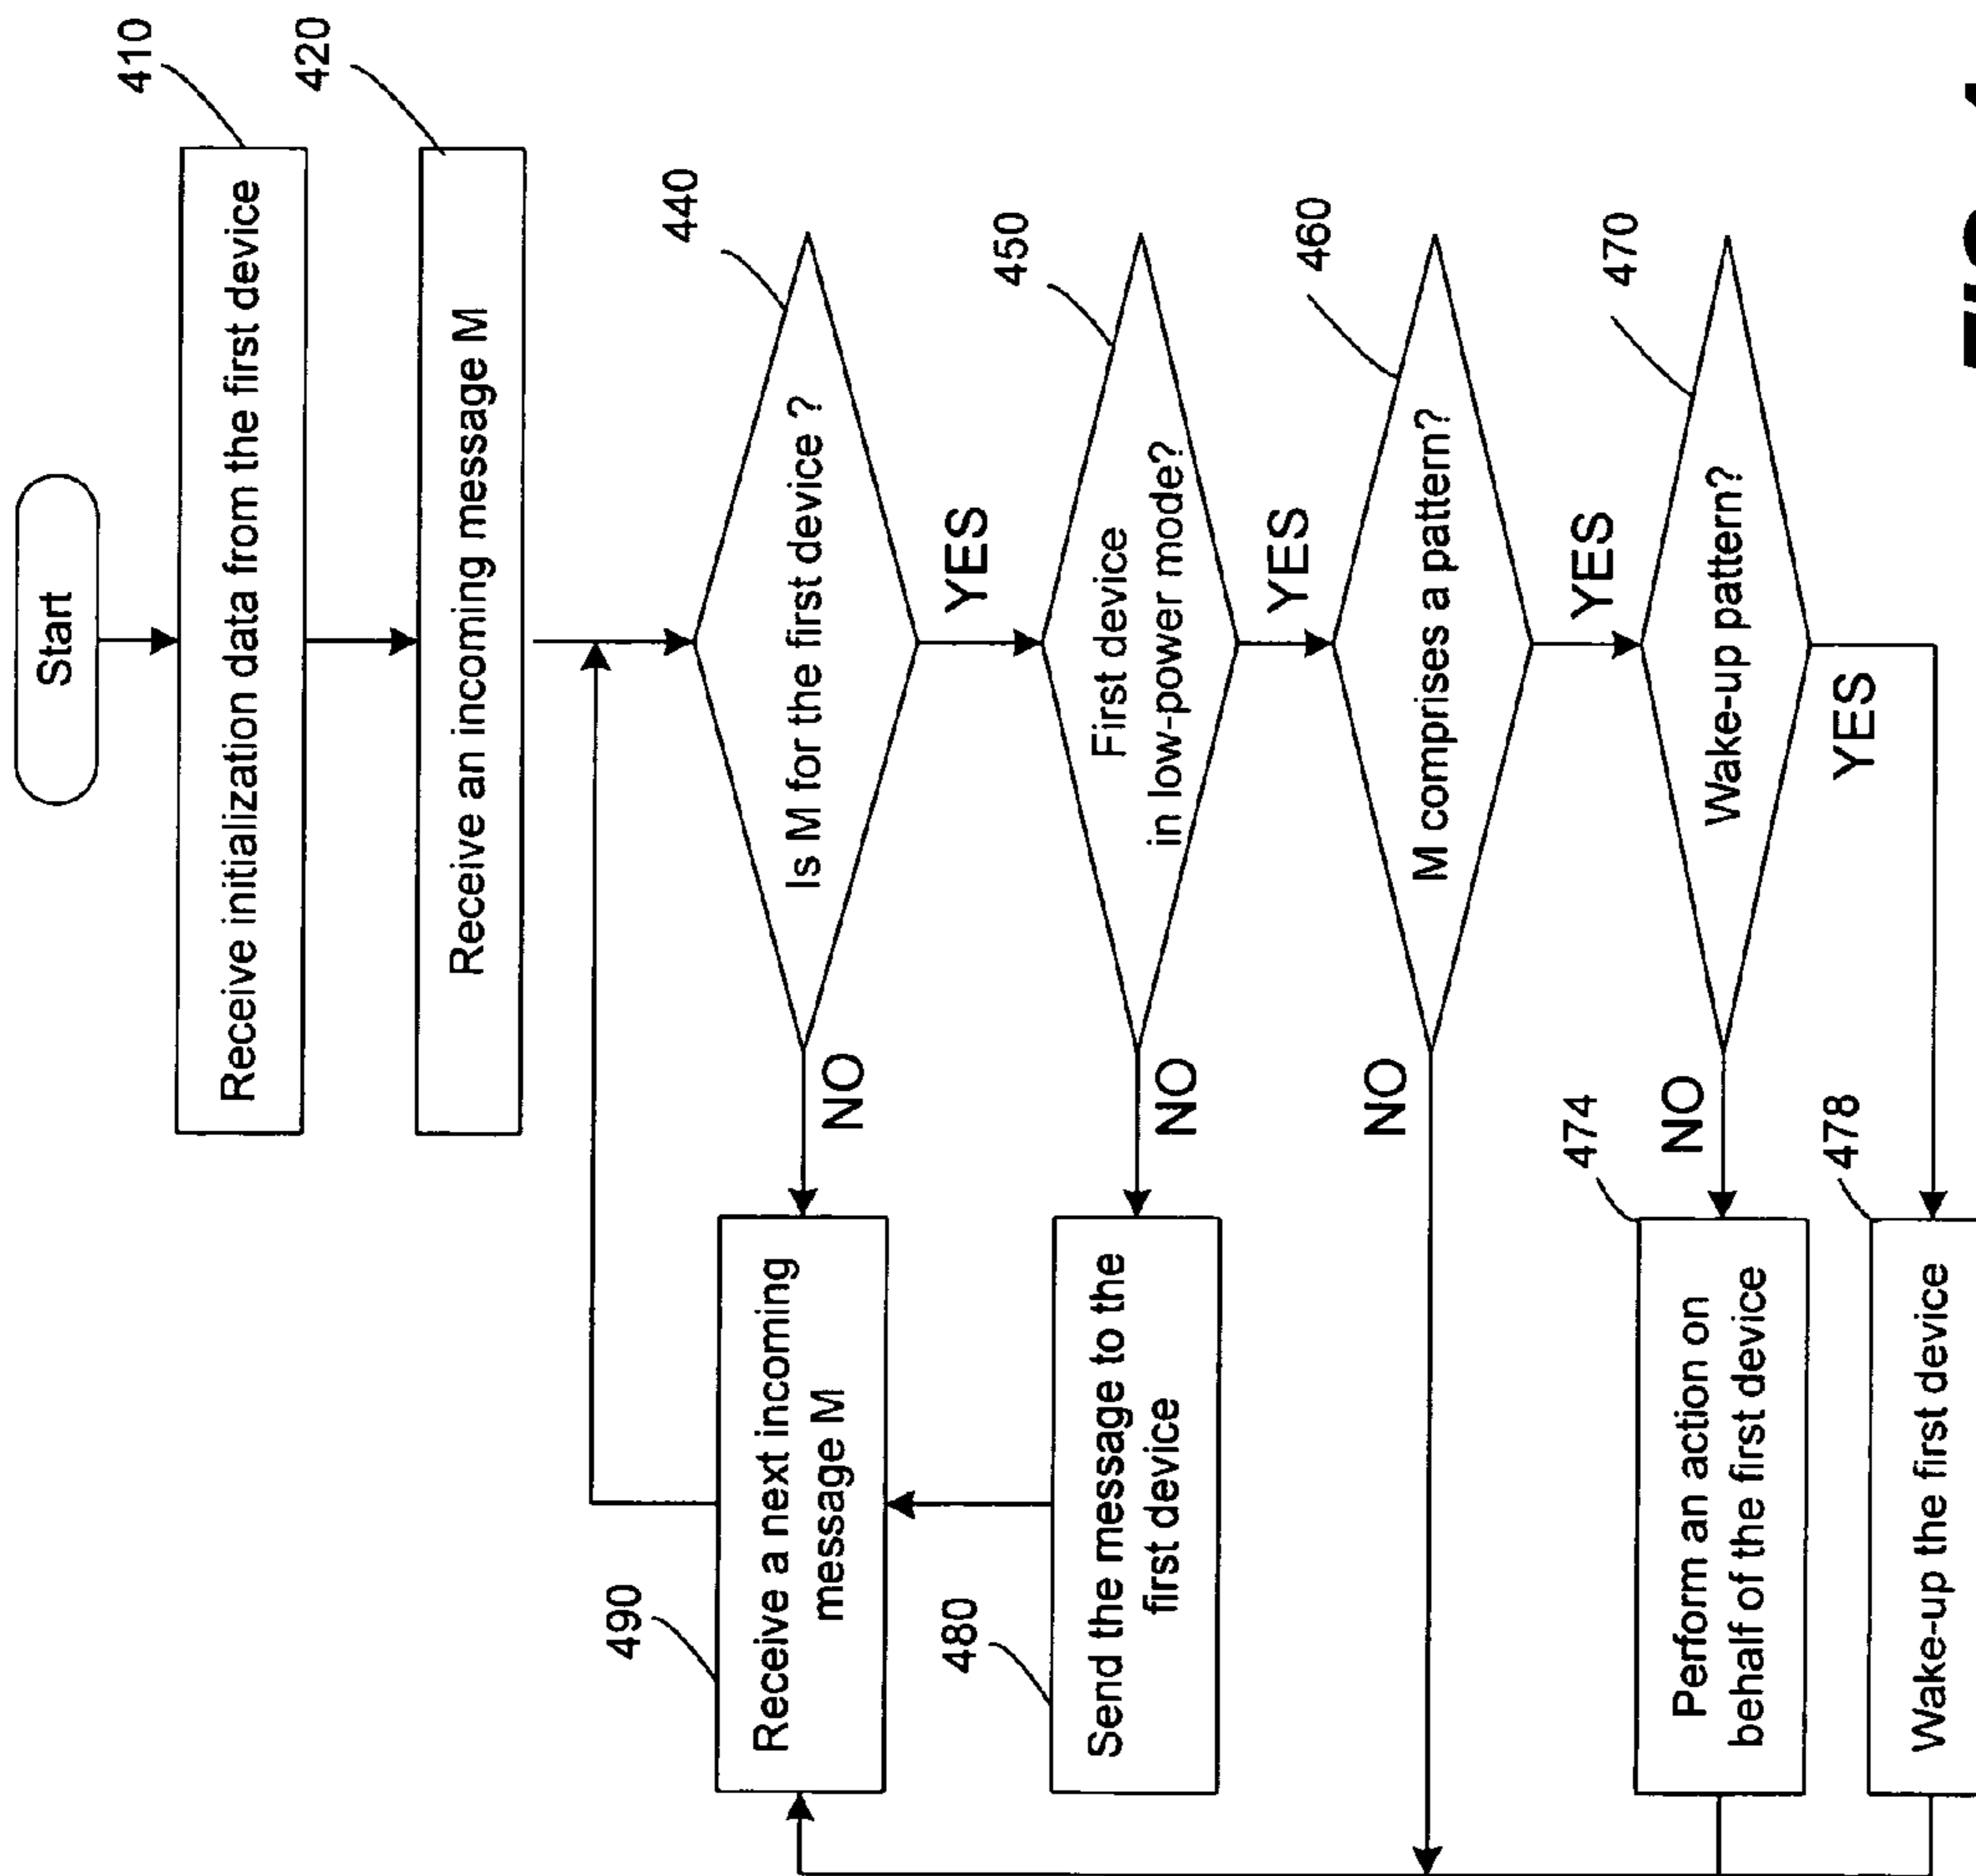 Start
410
Receive initialization data from the first device
420
Receive an incoming message M
440
Is M for the first device ?
YES
NO
490
Receive a next incoming
message M
450
First device
in low-power mode?
YES
NO
480
Send the message to the
first device
460
M comprises a pattern?
YES
NO
470
Wake-up pattern?
YES
NO
474
Perform an action on
behalf of the first device
478
Wake-up the first device